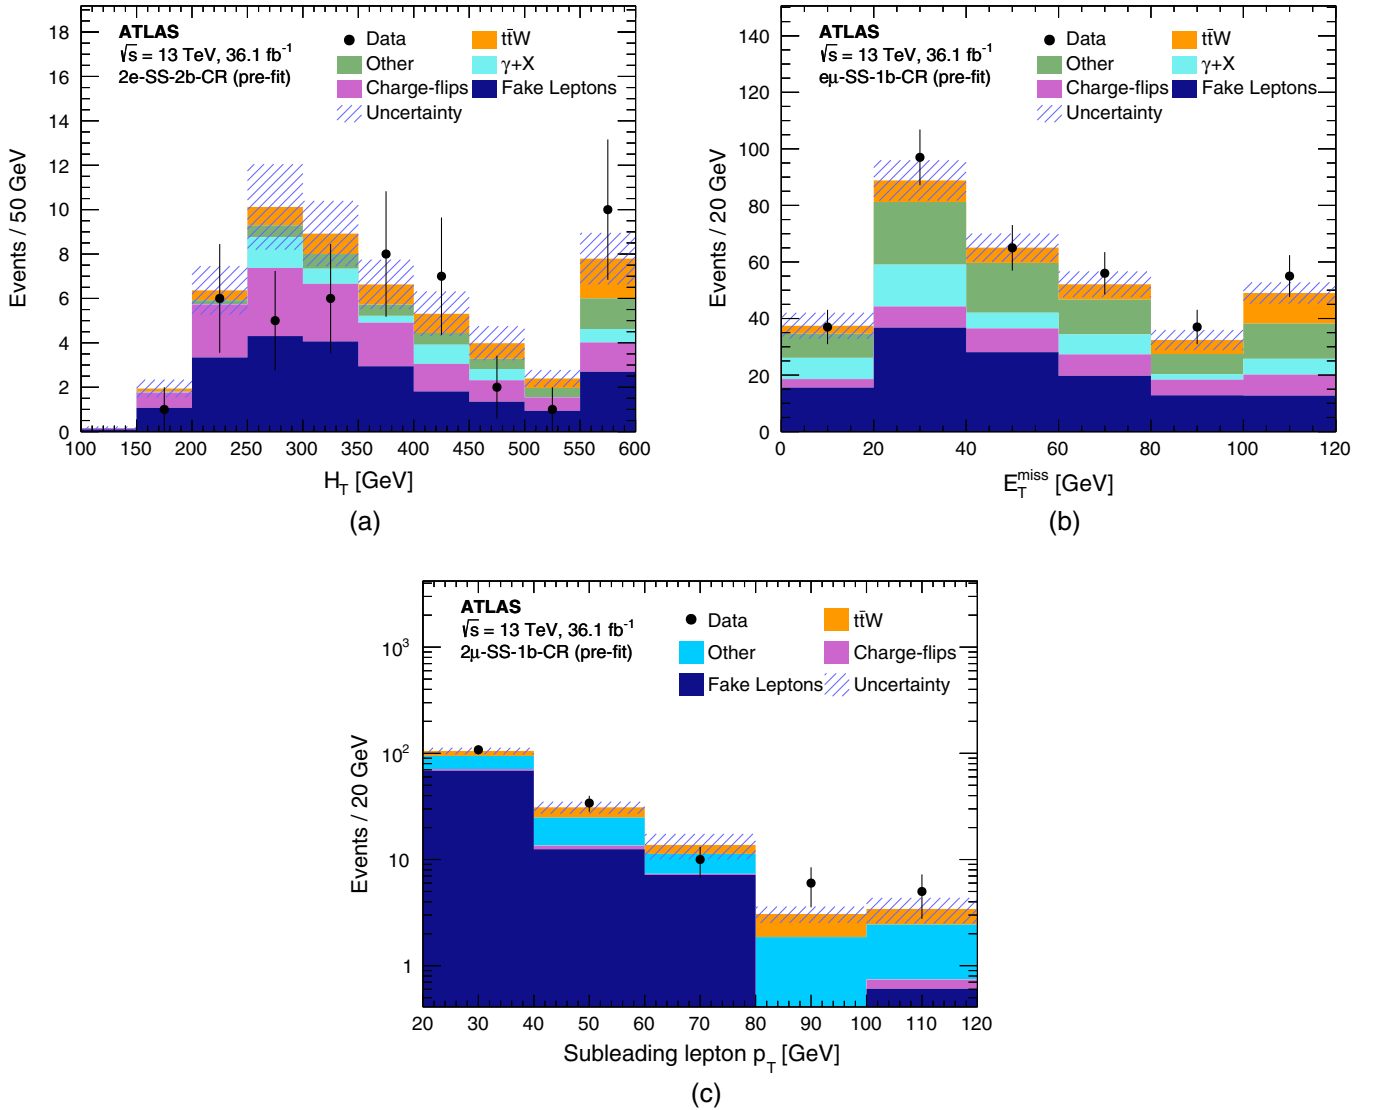 ATLAS
√s = 13 TeV, 36.1 fb⁻¹
2e-SS-2b-CR (pre-fit)
Data
tt̄W
Other
γ+X
Charge-flips
Fake Leptons
Uncertainty
Events / 50 GeV
18
16
14
12
10
8
6
4
2
0
100 150 200 250 300 350 400 450 500 550 600
H_T [GeV]
(a)
ATLAS
√s = 13 TeV, 36.1 fb⁻¹
eμ-SS-1b-CR (pre-fit)
Data
tt̄W
Other
γ+X
Charge-flips
Fake Leptons
Uncertainty
Events / 20 GeV
140
120
100
80
60
40
20
0
0 20 40 60 80 100 120
E_T^miss [GeV]
(b)
ATLAS
√s = 13 TeV, 36.1 fb⁻¹
2μ-SS-1b-CR (pre-fit)
Data
tt̄W
Other
Charge-flips
Fake Leptons
Uncertainty
Events / 20 GeV
10³
10²
10
1
20 30 40 50 60 70 80 90 100 110 120
Subleading lepton p_T [GeV]
(c)